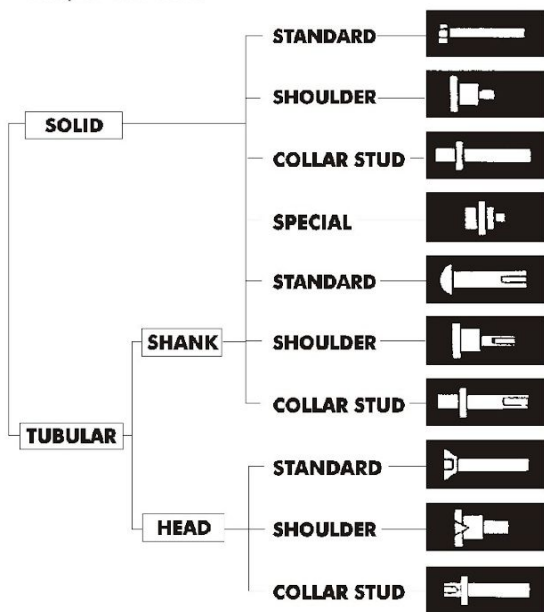 STANDARD
SHOULDER
SOLID
COLLAR STUD
SPECIAL
STANDARD
SHANK
SHOULDER
COLLAR STUD
TUBULAR
STANDARD
HEAD
SHOULDER
COLLAR STUD